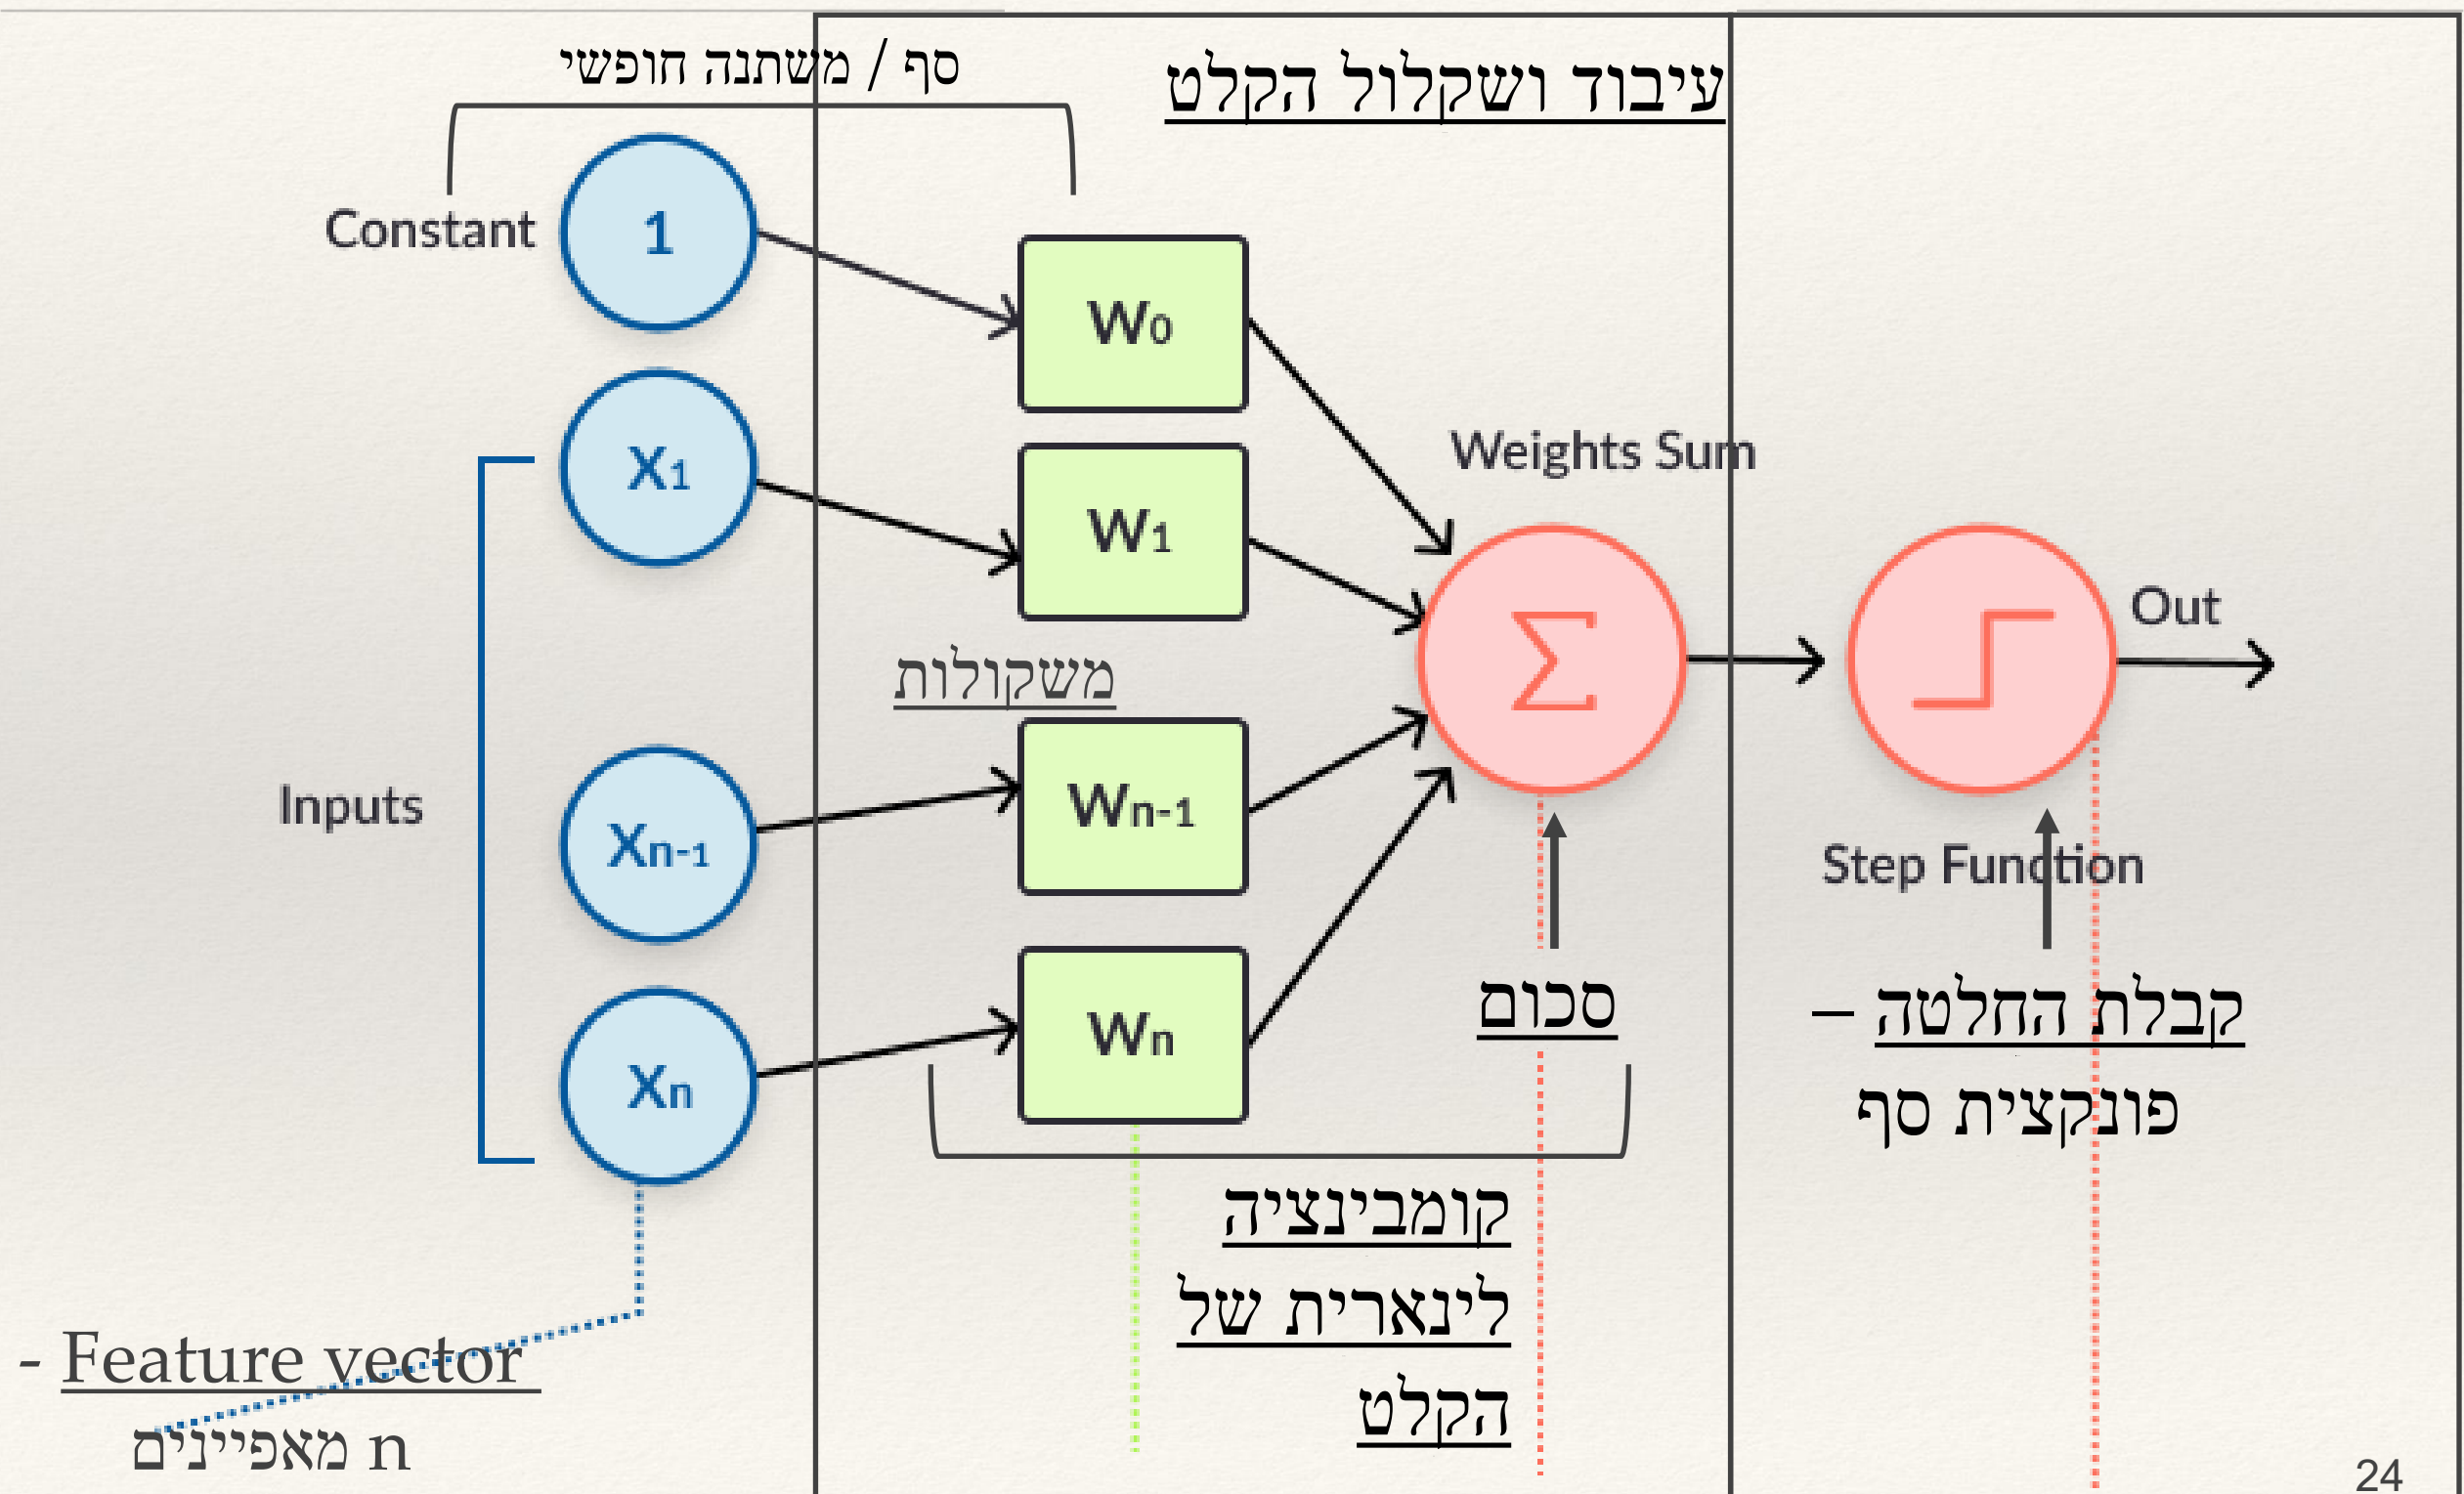 סף / משתנה חופשי
עיבוד ושקלול הקלט
Constant
1
W0
X1
W1
Weights Sum
משקולות
Σ
Out
Inputs
Xn-1
Wn-1
Step Function
Xn
Wn
סכום
קבלת החלטה –
פונקצית סף
קומבינציה
לינארית של
הקלט
- Feature vector
n מאפיינים
24